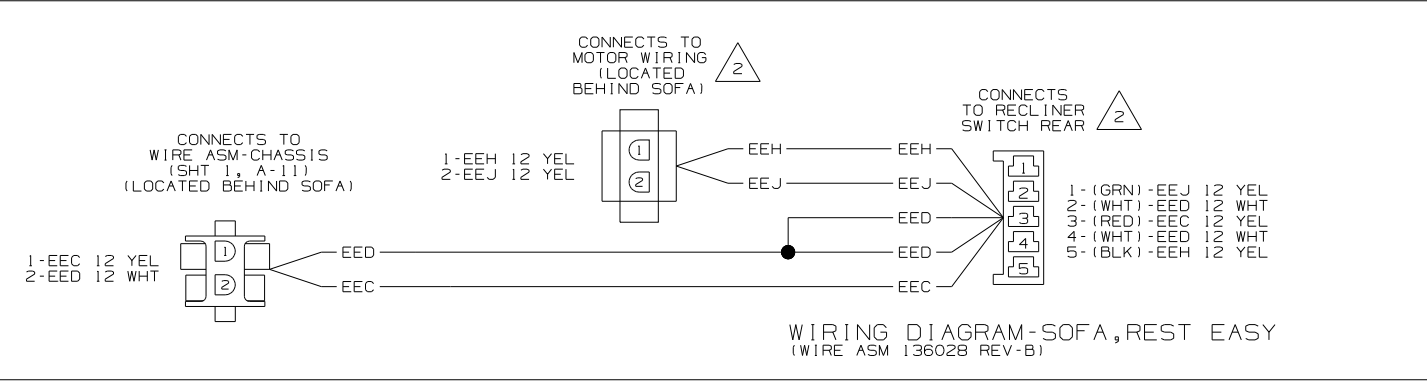 CONNECTS TO
MOTOR WIRING
(LOCATED
BEHIND SOFA)
2
CONNECTS
TO RECLINER
SWITCH REAR
2
CONNECTS TO
WIRE ASM-CHASSIS
(SHT 1, A-11)
(LOCATED BEHIND SOFA)
1-EEH 12 YEL
2-EEJ 12 YEL
1
2
EEH
EEH
EEJ
EEJ
EED
EED
EED
EEC
EEC
1
2
3
4
5
1-(GRN)-EEJ 12 YEL
2-(WHT)-EED 12 WHT
3-(RED)-EEC 12 YEL
4-(WHT)-EED 12 WHT
5-(BLK)-EEH 12 YEL
1-EEC 12 YEL
2-EED 12 WHT
1
2
WIRING DIAGRAM-SOFA,REST EASY
(WIRE ASM 136028 REV-B)